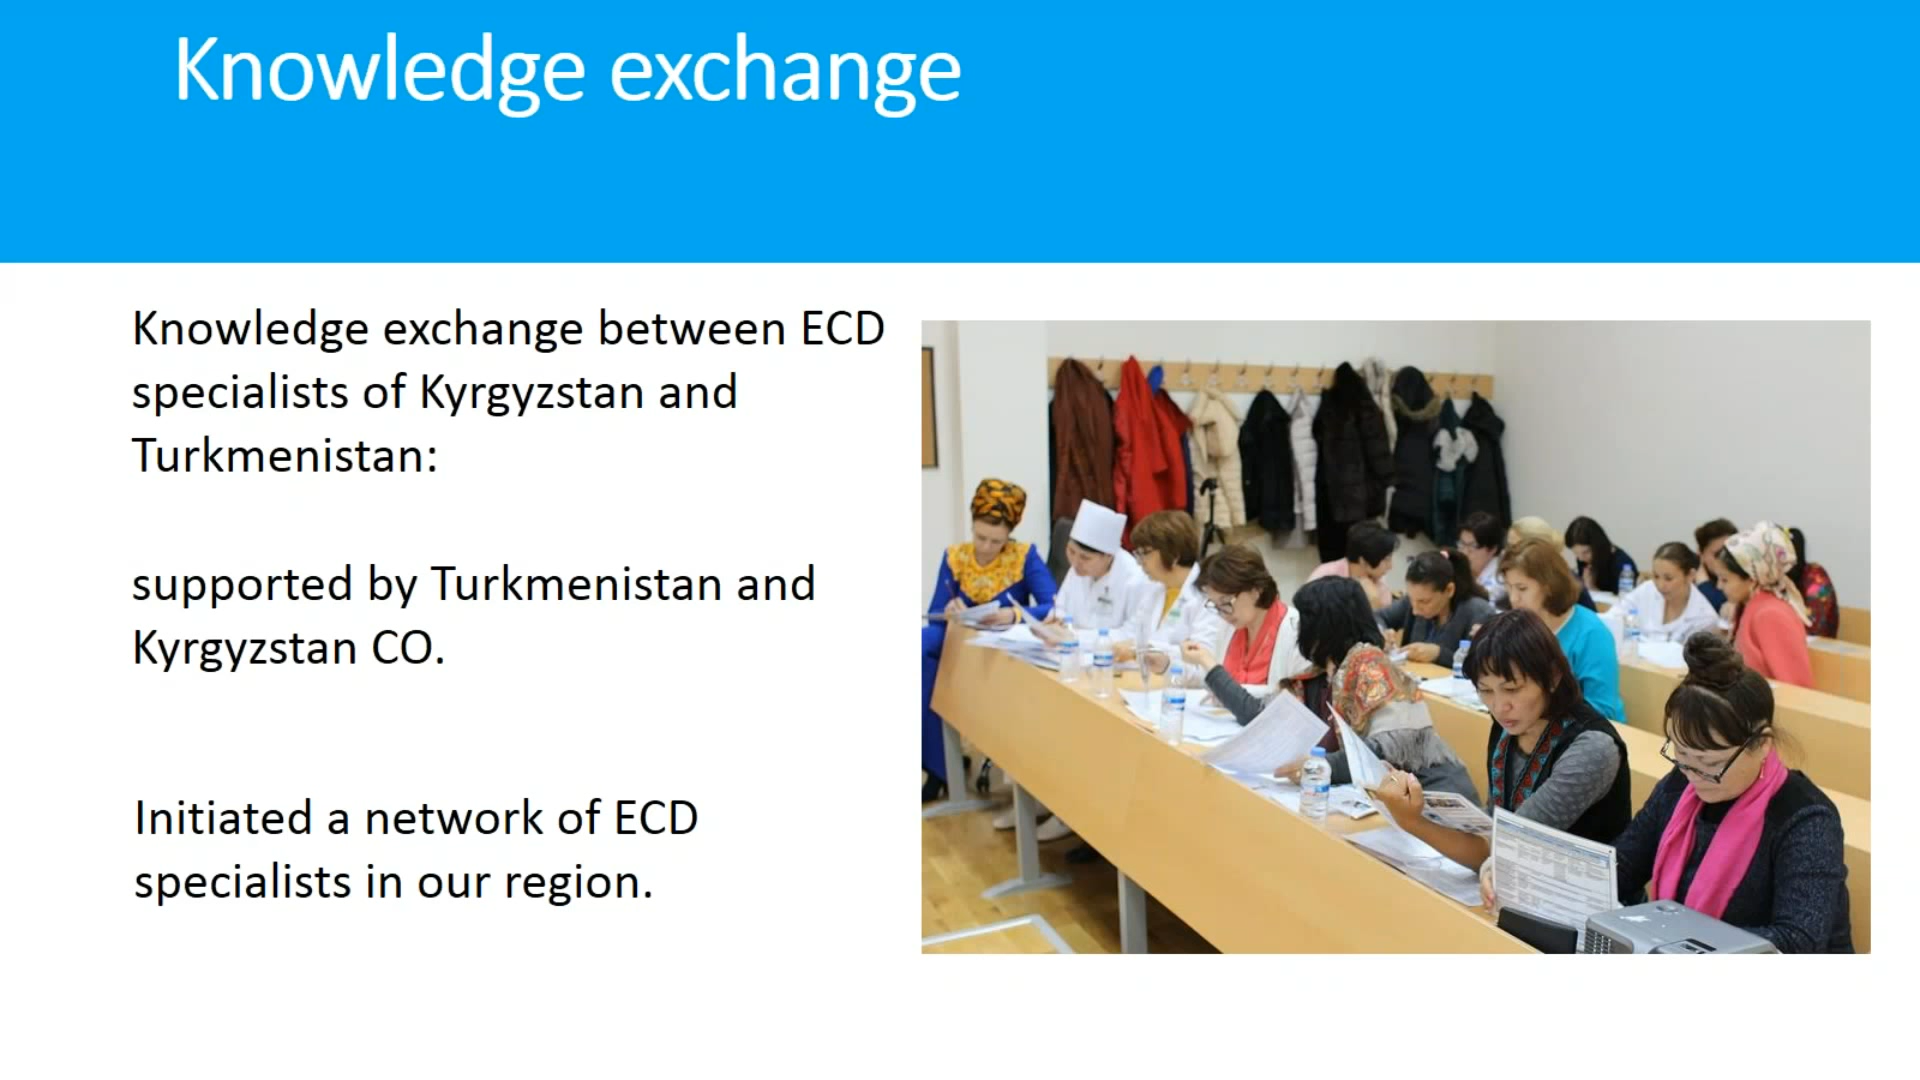 Knowledge exchange
Knowledge exchange between ECD
specialists of Kyrgyzstan and
Turkmenistan:
supported by Turkmenistan and
Kyrgyzstan CO.
Initiated a network of ECD
specialists in our region.